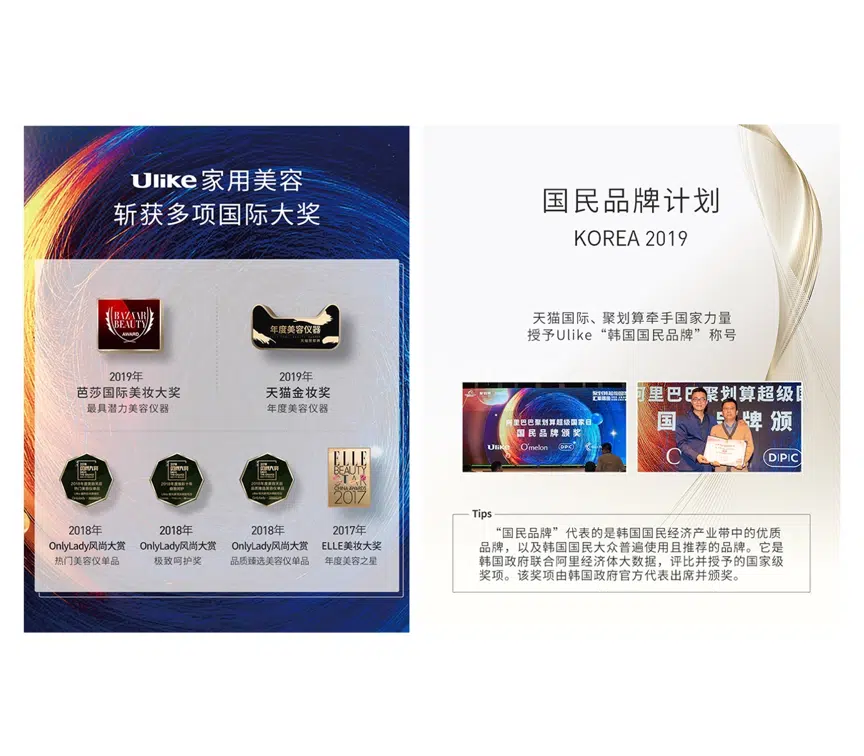 Ulike 家用美容
斩获多项国际大奖
BAZAAR
BEAUTY
AWARD
年度美容仪器
2019年
芭莎国际美妆大奖
最具潜力美容仪器
2019年
天猫金妆奖
年度美容仪器
ELLE
BEAUTY
STAR
CHINA AWARDS
2017
2018年
OnlyLady风尚大赏
热门美容仪单品
2018年
OnlyLady风尚大赏
极致呵护奖
2018年
OnlyLady风尚大赏
品质臻选美容仪单品
2017年
ELLE美妆大奖
年度美容之星
国民品牌计划
KOREA 2019
天猫国际、聚划算牵手国家力量
授予Ulike“韩国国民品牌”称号
阿里巴巴聚划算超级国家日
国民品牌颁奖
Ulike O'melon DPC
阿里巴巴聚划算超级国
国 品牌颁
DPC
Tips
“国民品牌”代表的是韩国国民经济产业带中的优质
品牌，以及韩国国民大众普遍使用且推荐的品牌。它是
韩国政府联合阿里经济体大数据，评比并授予的国家级
奖项。该奖项由韩国政府官方代表出席并颁奖。